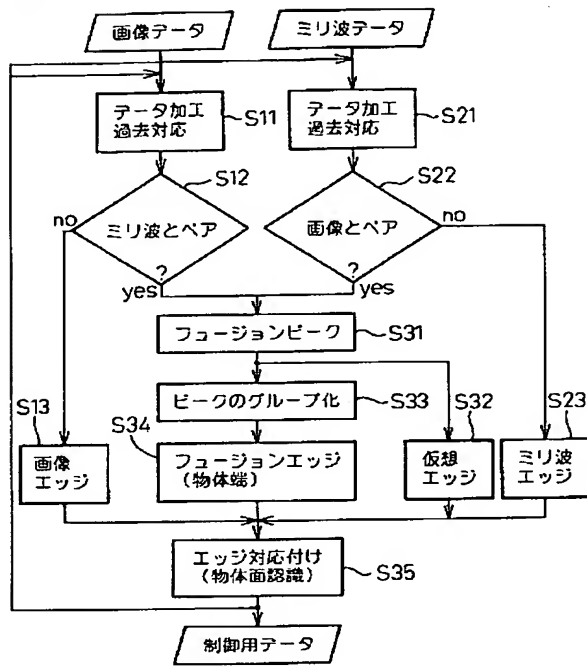 画像データ
ミリ波データ
データ加工
過去対応
S11
データ加工
過去対応
S21
S12
S22
no
ミリ波とペア
?
yes
画像とペア
?
yes
no
フュージョンピーク
S31
ピークのグループ化
S33
S32
S23
S13
S34
画像
エッジ
フュージョンエッジ
(物体端)
仮想
エッジ
ミリ波
エッジ
エッジ対応付け
(物体面認識)
S35
制御用データ